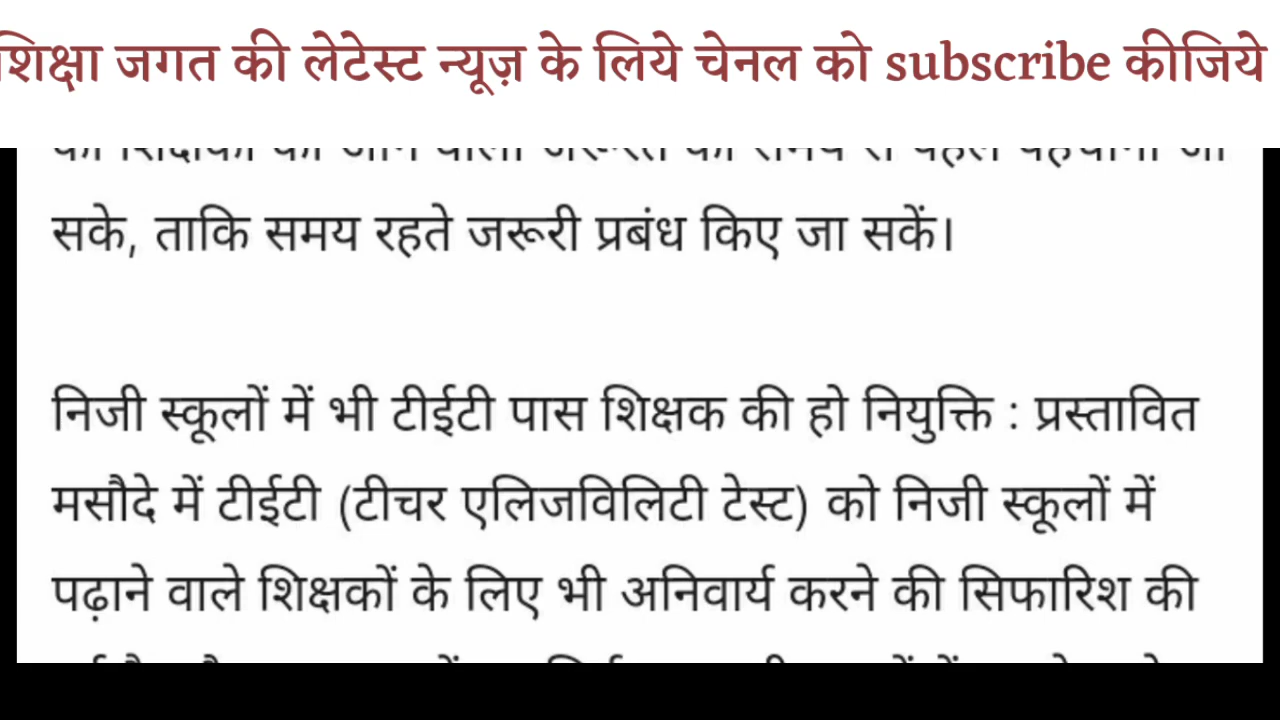 शिक्षा जगत की लेटेस्ट न्यूज़ के लिये चेनल को subscribe कीजिये
सके, ताकि समय रहते जरूरी प्रबंध किए जा सकें।
निजी स्कूलों में भी टीईटी पास शिक्षक की हो नियुक्ति : प्रस्तावित
मसौदे में टीईटी (टीचर एलिजविलिटी टेस्ट) को निजी स्कूलों में
पढ़ाने वाले शिक्षकों के लिए भी अनिवार्य करने की सिफारिश की